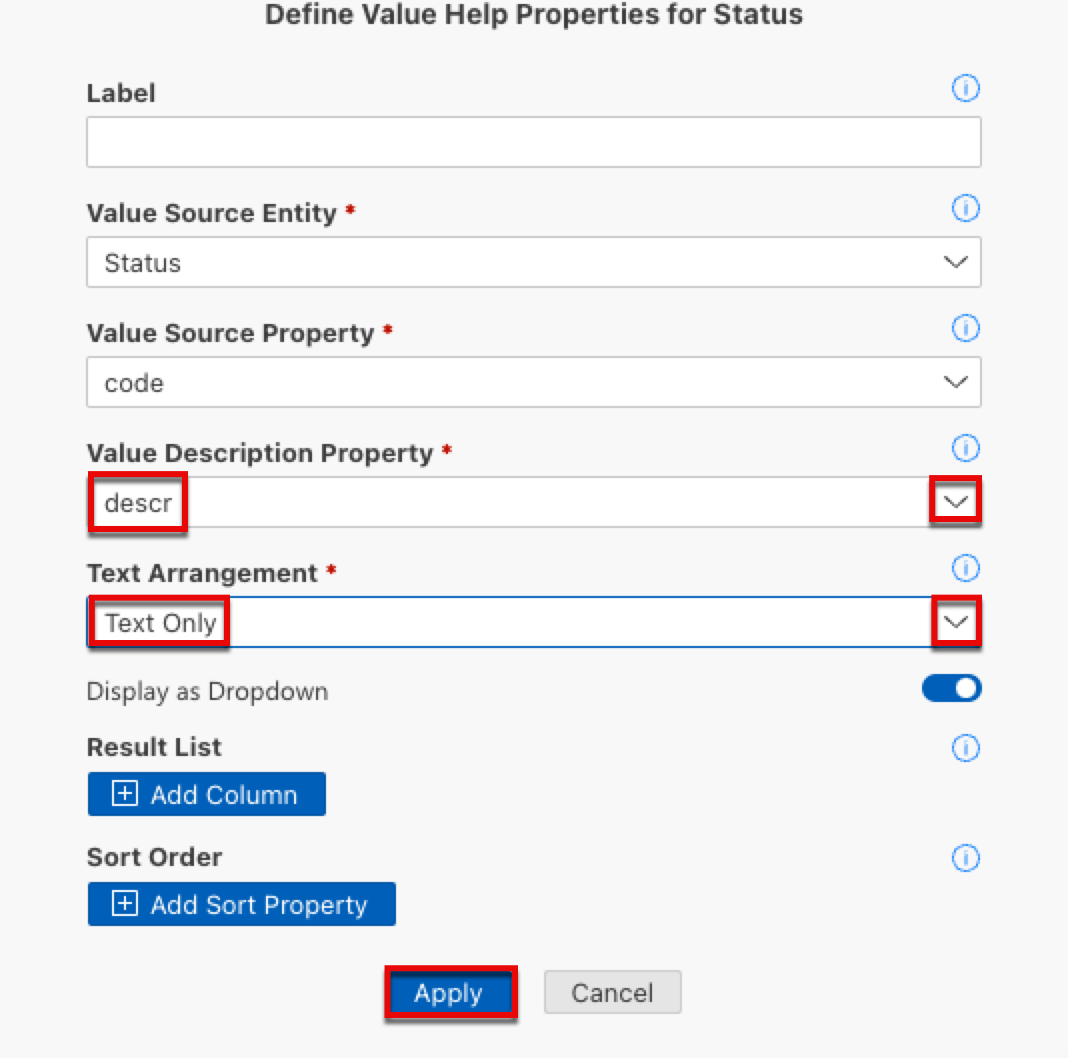 Define Value Help Properties for Status
Label
Value Source Entity *
Status
Value Source Property *
code
Value Description Property *
descr
Text Arrangement *
Text Only
Display as Dropdown
Result List
Add Column
Sort Order
Add Sort Property
Apply Cancel